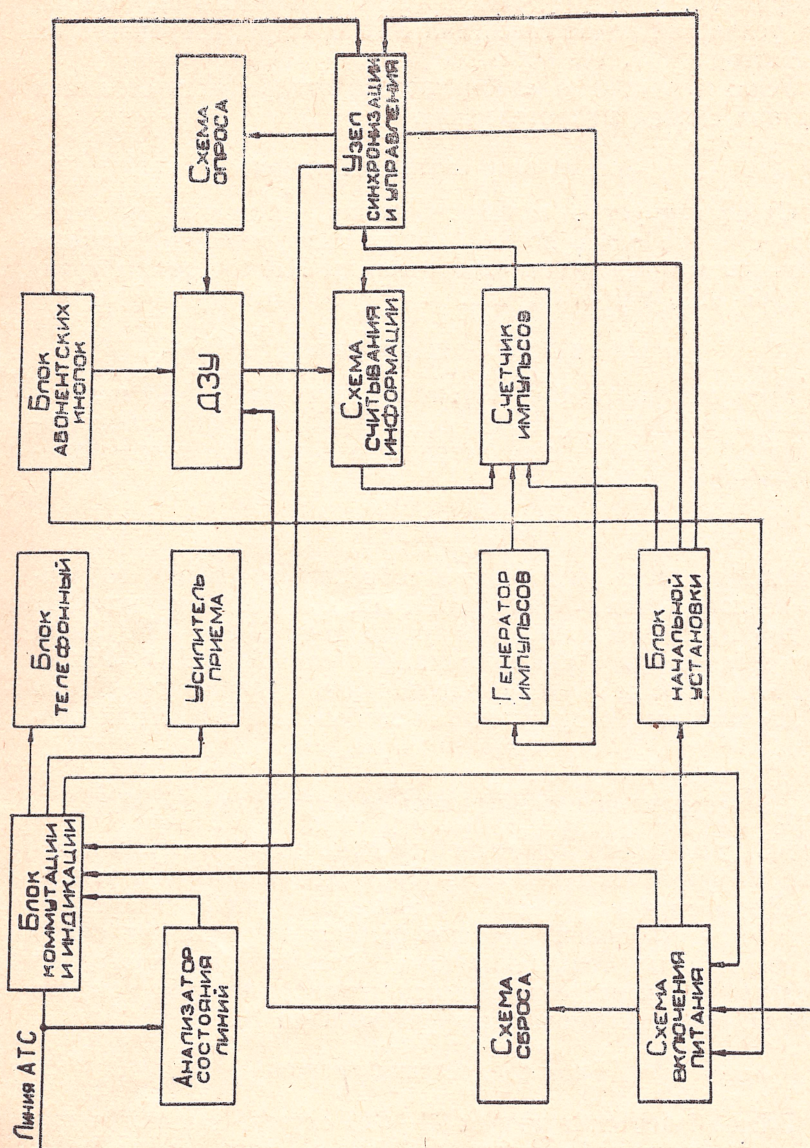 Линия АТС
Блок
коммутации
и индикации
Блок
телефонный
Блок
абонентских
кнопок
Анализатор
состояния
линий
Усилитель
приема
ДЗУ
Схема
опроса
Схема
считывания
информации
Узел
синхронизации
и управления
Схема
сброса
Генератор
импульсов
Счетчик
импульсов
Схема
включения
питания
Блок
начальной
установки